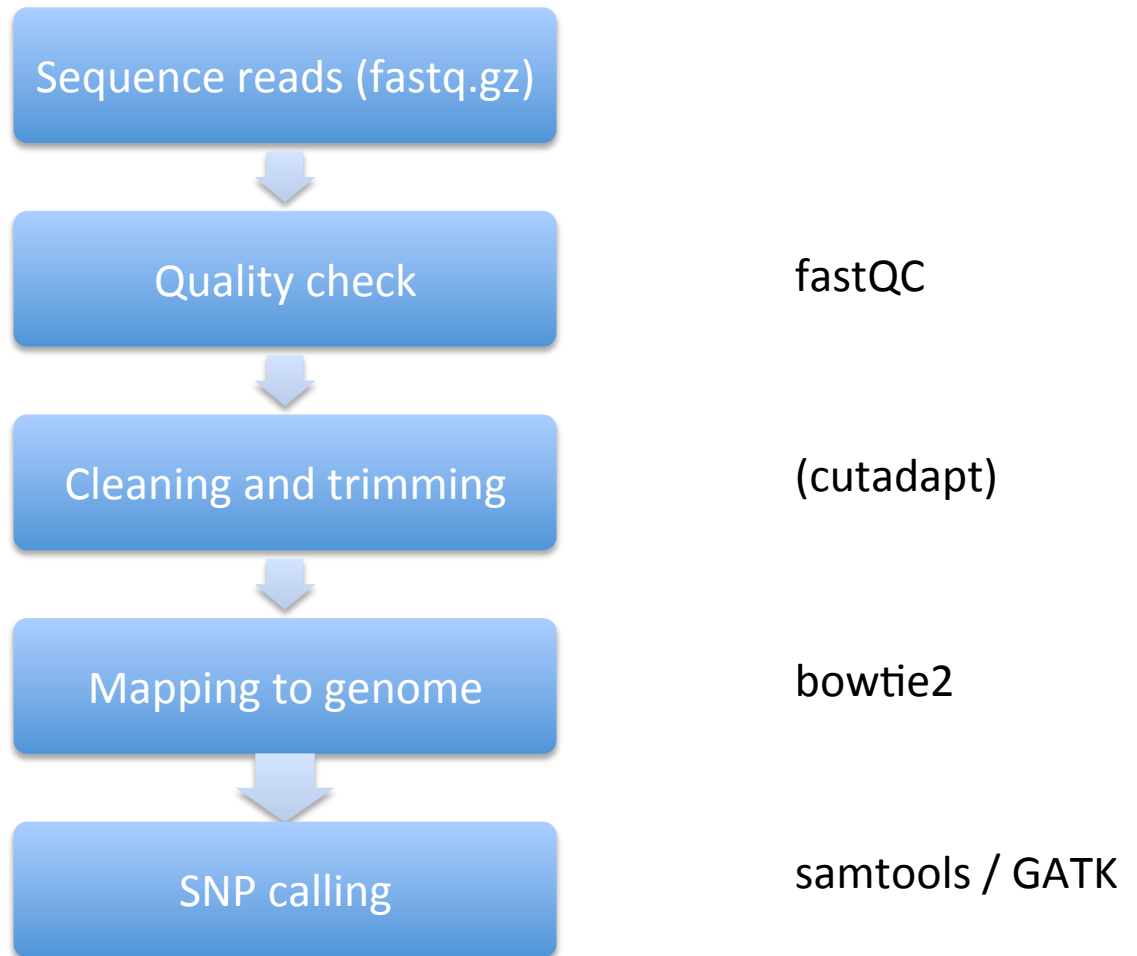 Sequence reads (fastq.gz)
Quality check
fastQC
Cleaning and trimming
(cutadapt)
Mapping to genome
bowtie2
SNP calling
samtools / GATK